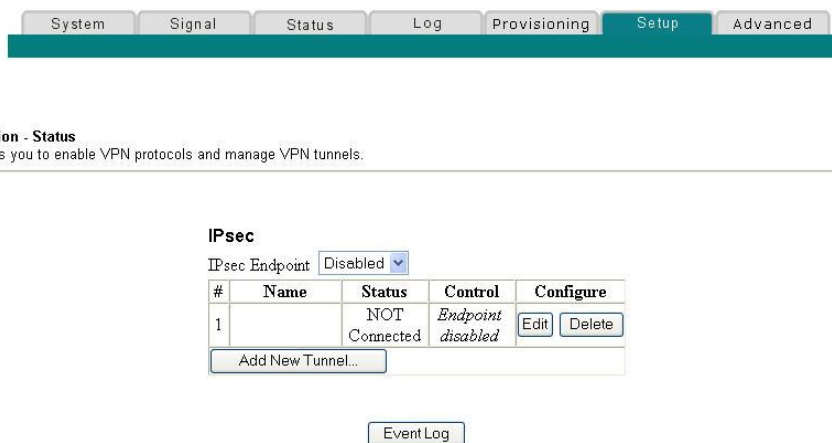 System Signal Status Log Provisioning Setup Advanced
ion - Status
s you to enable VPN protocols and manage VPN tunnels.
IPsec
IPsec Endpoint Disabled
# Name Status Control Configure
1 NOT Connected Endpoint disabled Edit Delete
Add New Tunnel...
Event Log